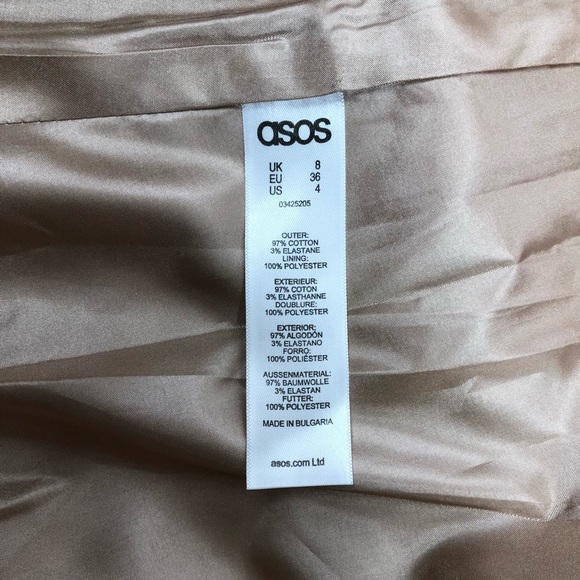 asos
UK 8
EU 36
US 4
03425205
OUTER:
97% COTTON
3% ELASTANE
LINING:
100% POLYESTER
EXTERIEUR:
97% COTON
3% ELASTHANNE
DOUBLURE:
100% POLYESTER
EXTERIOR:
97% ALGODÓN
3% ELASTANO
FORRO:
100% POLIÉSTER
AUSSENMATERIAL:
97% BAUMWOLLE
3% ELASTAN
FUTTER:
100% POLYESTER
MADE IN BULGARIA
asos.com Ltd